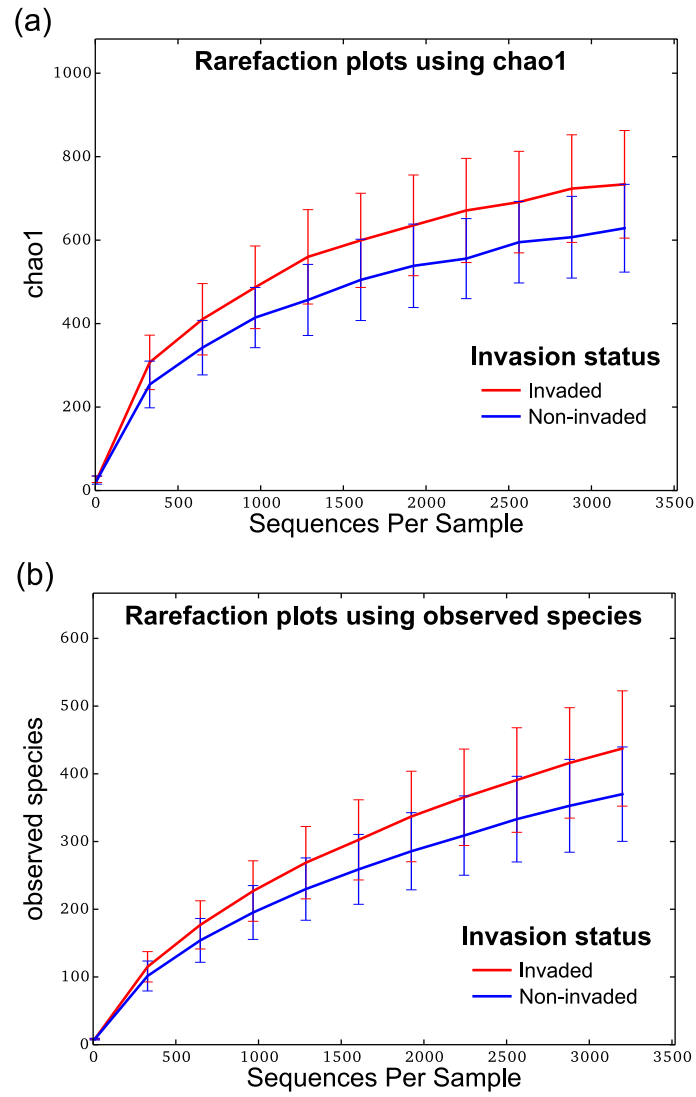 (a)
Rarefaction plots using chao1
1000
800
600
400
200
0
chao1
0 500 1000 1500 2000 2500 3000 3500
Sequences Per Sample
Invasion status
Invaded
Non-invaded
(b)
Rarefaction plots using observed species
600
500
400
300
200
100
0
observed species
0 500 1000 1500 2000 2500 3000 3500
Sequences Per Sample
Invasion status
Invaded
Non-invaded